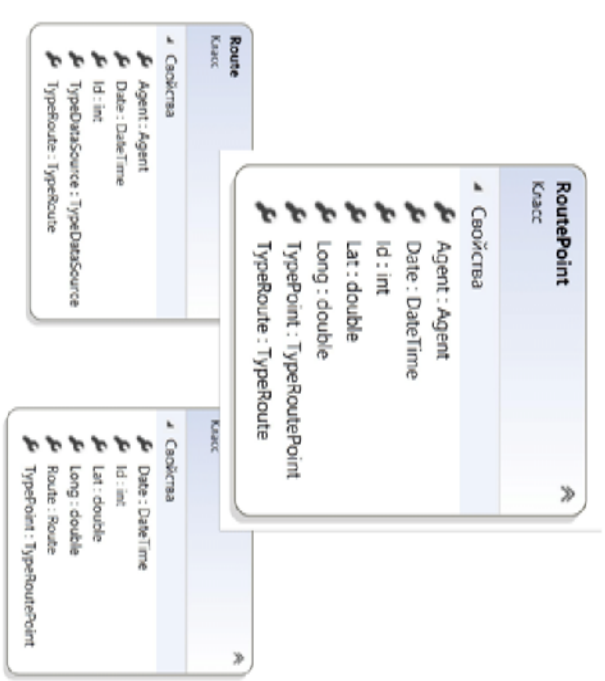 Route
Класс
Свойства
Agent : Agent
Date : DateTime
Id : int
TypeDataSource : TypeDataSource
TypeRoute : TypeRoute
RoutePoint
Класс
Свойства
Agent : Agent
Date : DateTime
Id : int
Lat : double
Long : double
TypePoint : TypeRoutePoint
TypeRoute : TypeRoute
Класс
Свойства
Date : DateTime
Id : int
Lat : double
Long : double
Route : Route
TypePoint : TypeRoutePoint